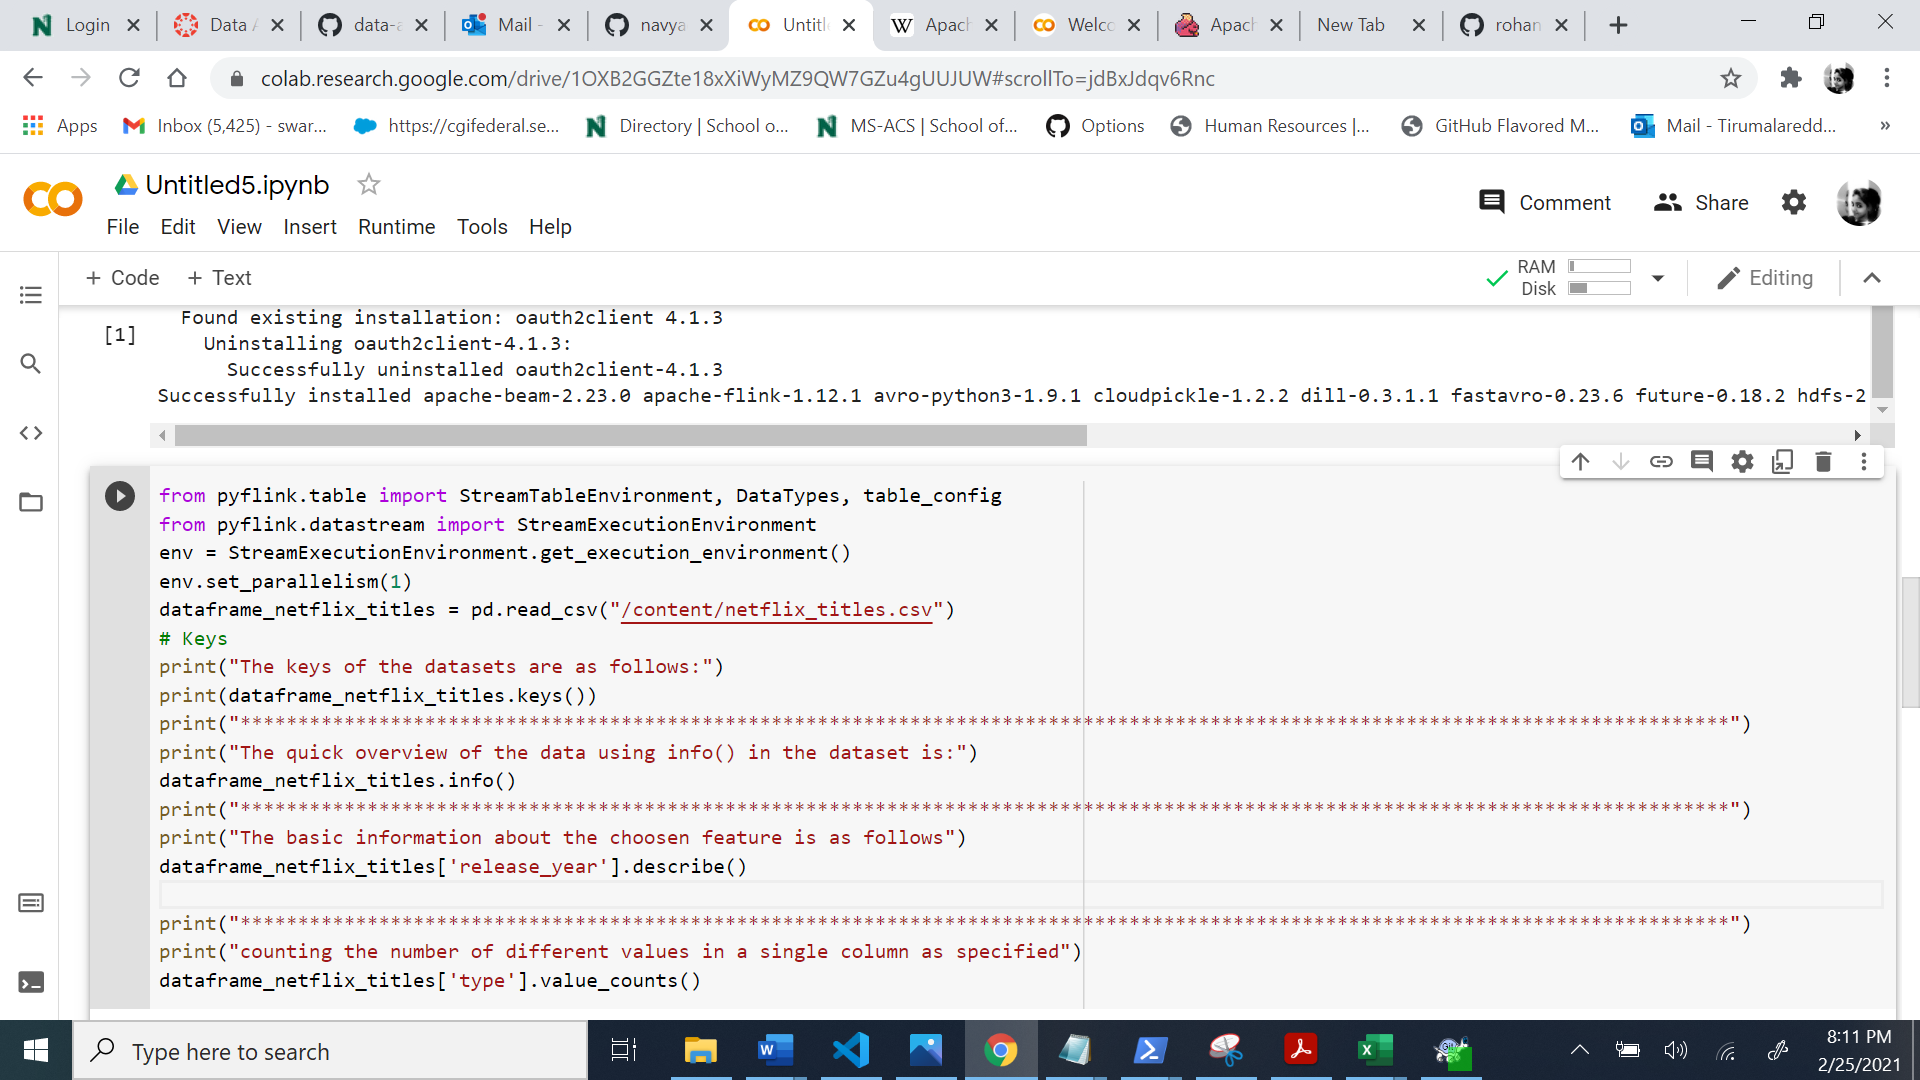 Login
Data A
data-a
Mail -
navya
Untitle
Apach
Welco
Apach
New Tab
rohan
colab.research.google.com/drive/1OXB2GGZte18xXiWyMZ9QW7GZu4gUUJUW#scrollTo=jdBxJdqv6Rnc
Apps
Inbox (5,425) - swar...
https://cgifederal.se...
Directory | School o...
MS-ACS | School of...
Options
Human Resources |...
GitHub Flavored M...
Mail - Tirumalaredd...
»
Untitled5.ipynb
Comment
Share
File Edit View Insert Runtime Tools Help
+ Code + Text
RAM
Disk
Editing
Found existing installation: oauth2client 4.1.3
[1]
Uninstalling oauth2client-4.1.3:
Successfully uninstalled oauth2client-4.1.3
Successfully installed apache-beam-2.23.0 apache-flink-1.12.1 avro-python3-1.9.1 cloudpickle-1.2.2 dill-0.3.1.1 fastavro-0.23.6 future-0.18.2 hdfs-2
from pyflink.table import StreamTableEnvironment, DataTypes, table_config
from pyflink.datastream import StreamExecutionEnvironment
env = StreamExecutionEnvironment.get_execution_environment()
env.set_parallelism(1)
dataframe_netflix_titles = pd.read_csv("/content/netflix_titles.csv")
# Keys
print("The keys of the datasets are as follows:")
print(dataframe_netflix_titles.keys())
print("*********************************************************************************************************************************")
print("The quick overview of the data using info() in the dataset is:")
dataframe_netflix_titles.info()
print("*********************************************************************************************************************************")
print("The basic information about the choosen feature is as follows")
dataframe_netflix_titles['release_year'].describe()
print("*********************************************************************************************************************************")
print("counting the number of different values in a single column as specified")
dataframe_netflix_titles['type'].value_counts()
Type here to search
8:11 PM
2/25/2021